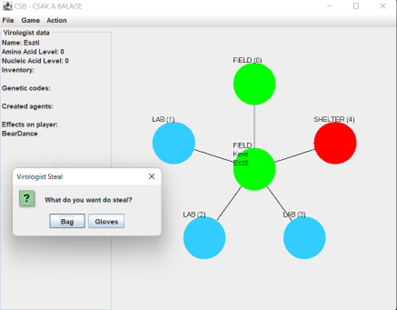 CSB - CSAK A BALAGE
File Game Action
Virologist data
Name: Eszti
Amino Acid Level: 0
Nucleic Acid Level: 0
Inventory:
Genetic codes:
Created agents:
Effects on player:
BearDance
FIELD (0)
LAB (1)
SHELTER (4)
FIELD
Keve
Eszti
LAB (2)
LAB (3)
Virologist Steal
What do you want do steal?
Bag
Gloves